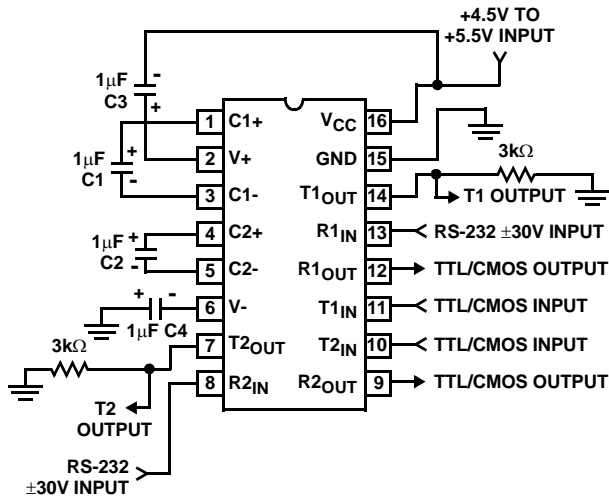 +4.5V TO
+5.5V INPUT
1μF
-
C3
+
1 C1+
VCC 16
+
1μF
C1
-
2 V+
GND 15
3kΩ
3 C1-
T1OUT 14
T1 OUTPUT
4 C2+
R1IN 13
RS-232 ±30V INPUT
1μF +
C2 -
5 C2-
R1OUT 12
TTL/CMOS OUTPUT
+ -
1μF C4
6 V-
T1IN 11
TTL/CMOS INPUT
3kΩ
7 T2OUT
T2IN 10
TTL/CMOS INPUT
8 R2IN
R2OUT 9
TTL/CMOS OUTPUT
T2
OUTPUT
RS-232
±30V INPUT